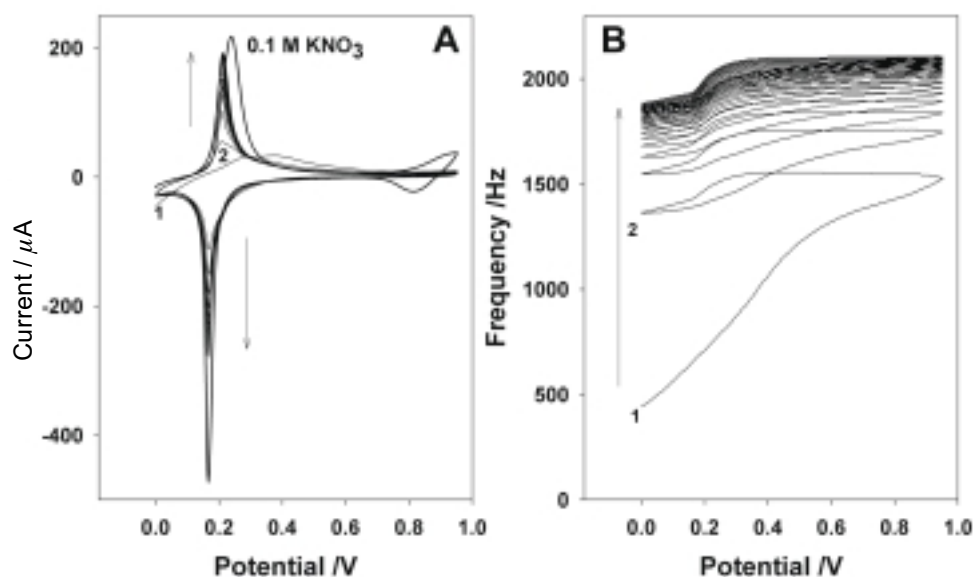 A
0.1 M KNO3
200
0
-200
-400
2
1
0.0 0.2 0.4 0.6 0.8 1.0
Potential /V
Current / μA
B
2000
1500
1000
500
0
2
1
0.0 0.2 0.4 0.6 0.8 1.0
Potential /V
Frequency /Hz